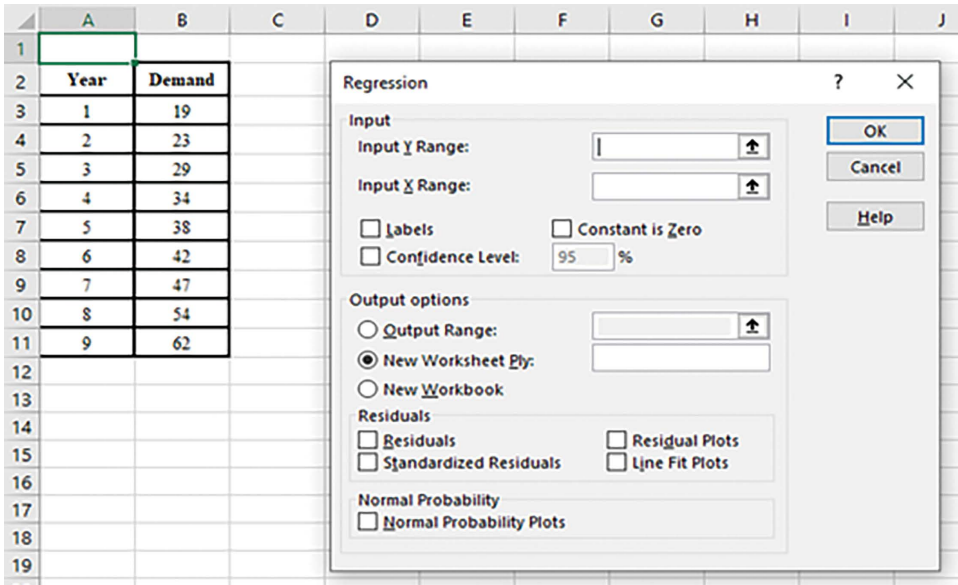 A B C D E F G H I J
1
2 Year Demand
3 1 19
4 2 23
5 3 29
6 4 34
7 5 38
8 6 42
9 7 47
10 8 54
11 9 62
12
13
14
15
16
17
18
19
Regression ? ×
Input
Input Y Range:
Input X Range:
Labels Constant is Zero
Confidence Level: 95 %
OK
Cancel
Help
Output options
Output Range:
New Worksheet Ply:
New Workbook
Residuals
Residuals Residual Plots
Standardized Residuals Line Fit Plots
Normal Probability
Normal Probability Plots